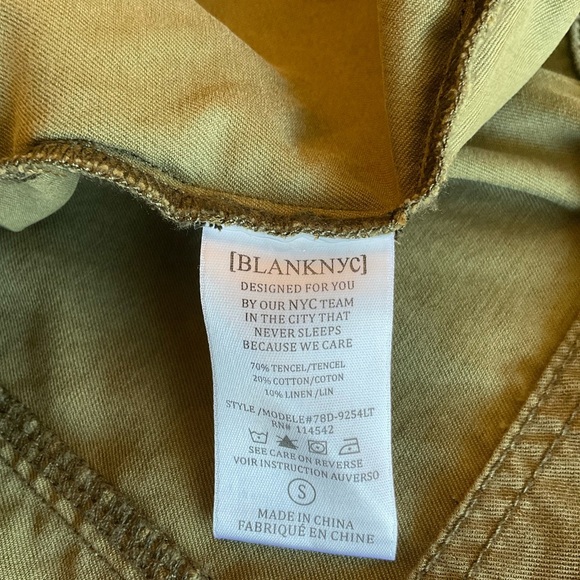 [BLANKNYC]
DESIGNED FOR YOU
BY OUR NYC TEAM
IN THE CITY THAT
NEVER SLEEPS
BECAUSE WE CARE
70% TENCEL/TENCEL
20% COTTON/COTON
10% LINEN /LIN
STYLE /MODELE#78D-9254LT
RN# 114542
SEE CARE ON REVERSE
VOIR INSTRUCTION AUVERSO
S
MADE IN CHINA
FABRIQUÉ EN CHINE